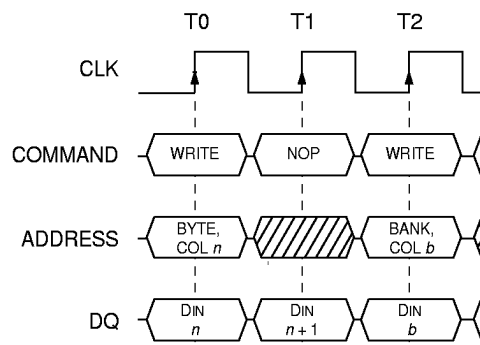 T0 T1 T2
CLK
COMMAND WRITE NOP WRITE
ADDRESS BYTE, COL n BANK, COL b
DQ DIN n DIN n + 1 DIN b